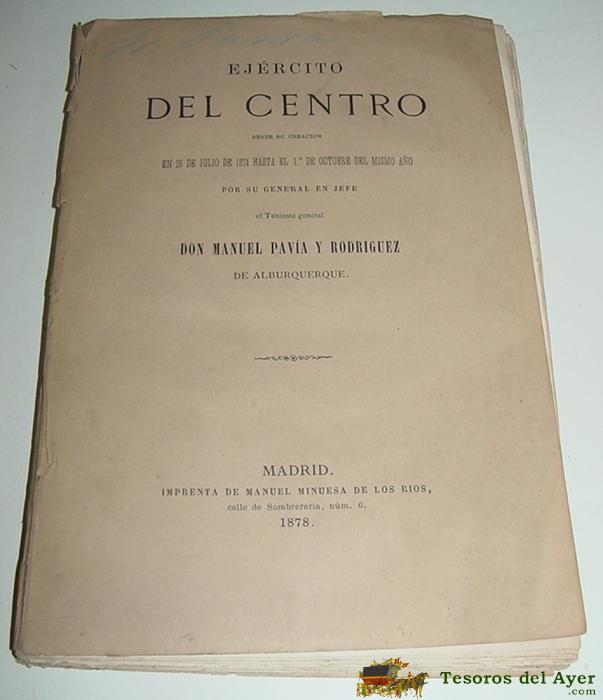 EJÉRCITO
DEL CENTRO
DESDE SU CREACION
EN 26 DE JULIO DE 1874 HASTA EL 1.º DE OCTUBRE DEL MISMO AÑO
POR SU GENERAL EN JEFE
el Teniente general
DON MANUEL PAVÍA Y RODRIGUEZ
DE ALBURQUERQUE.
MADRID.
IMPRENTA DE MANUEL MINUESA DE LOS RIOS,
calle de Sombrerería, núm. 6.
1878.
Tesoros del Ayer
.com